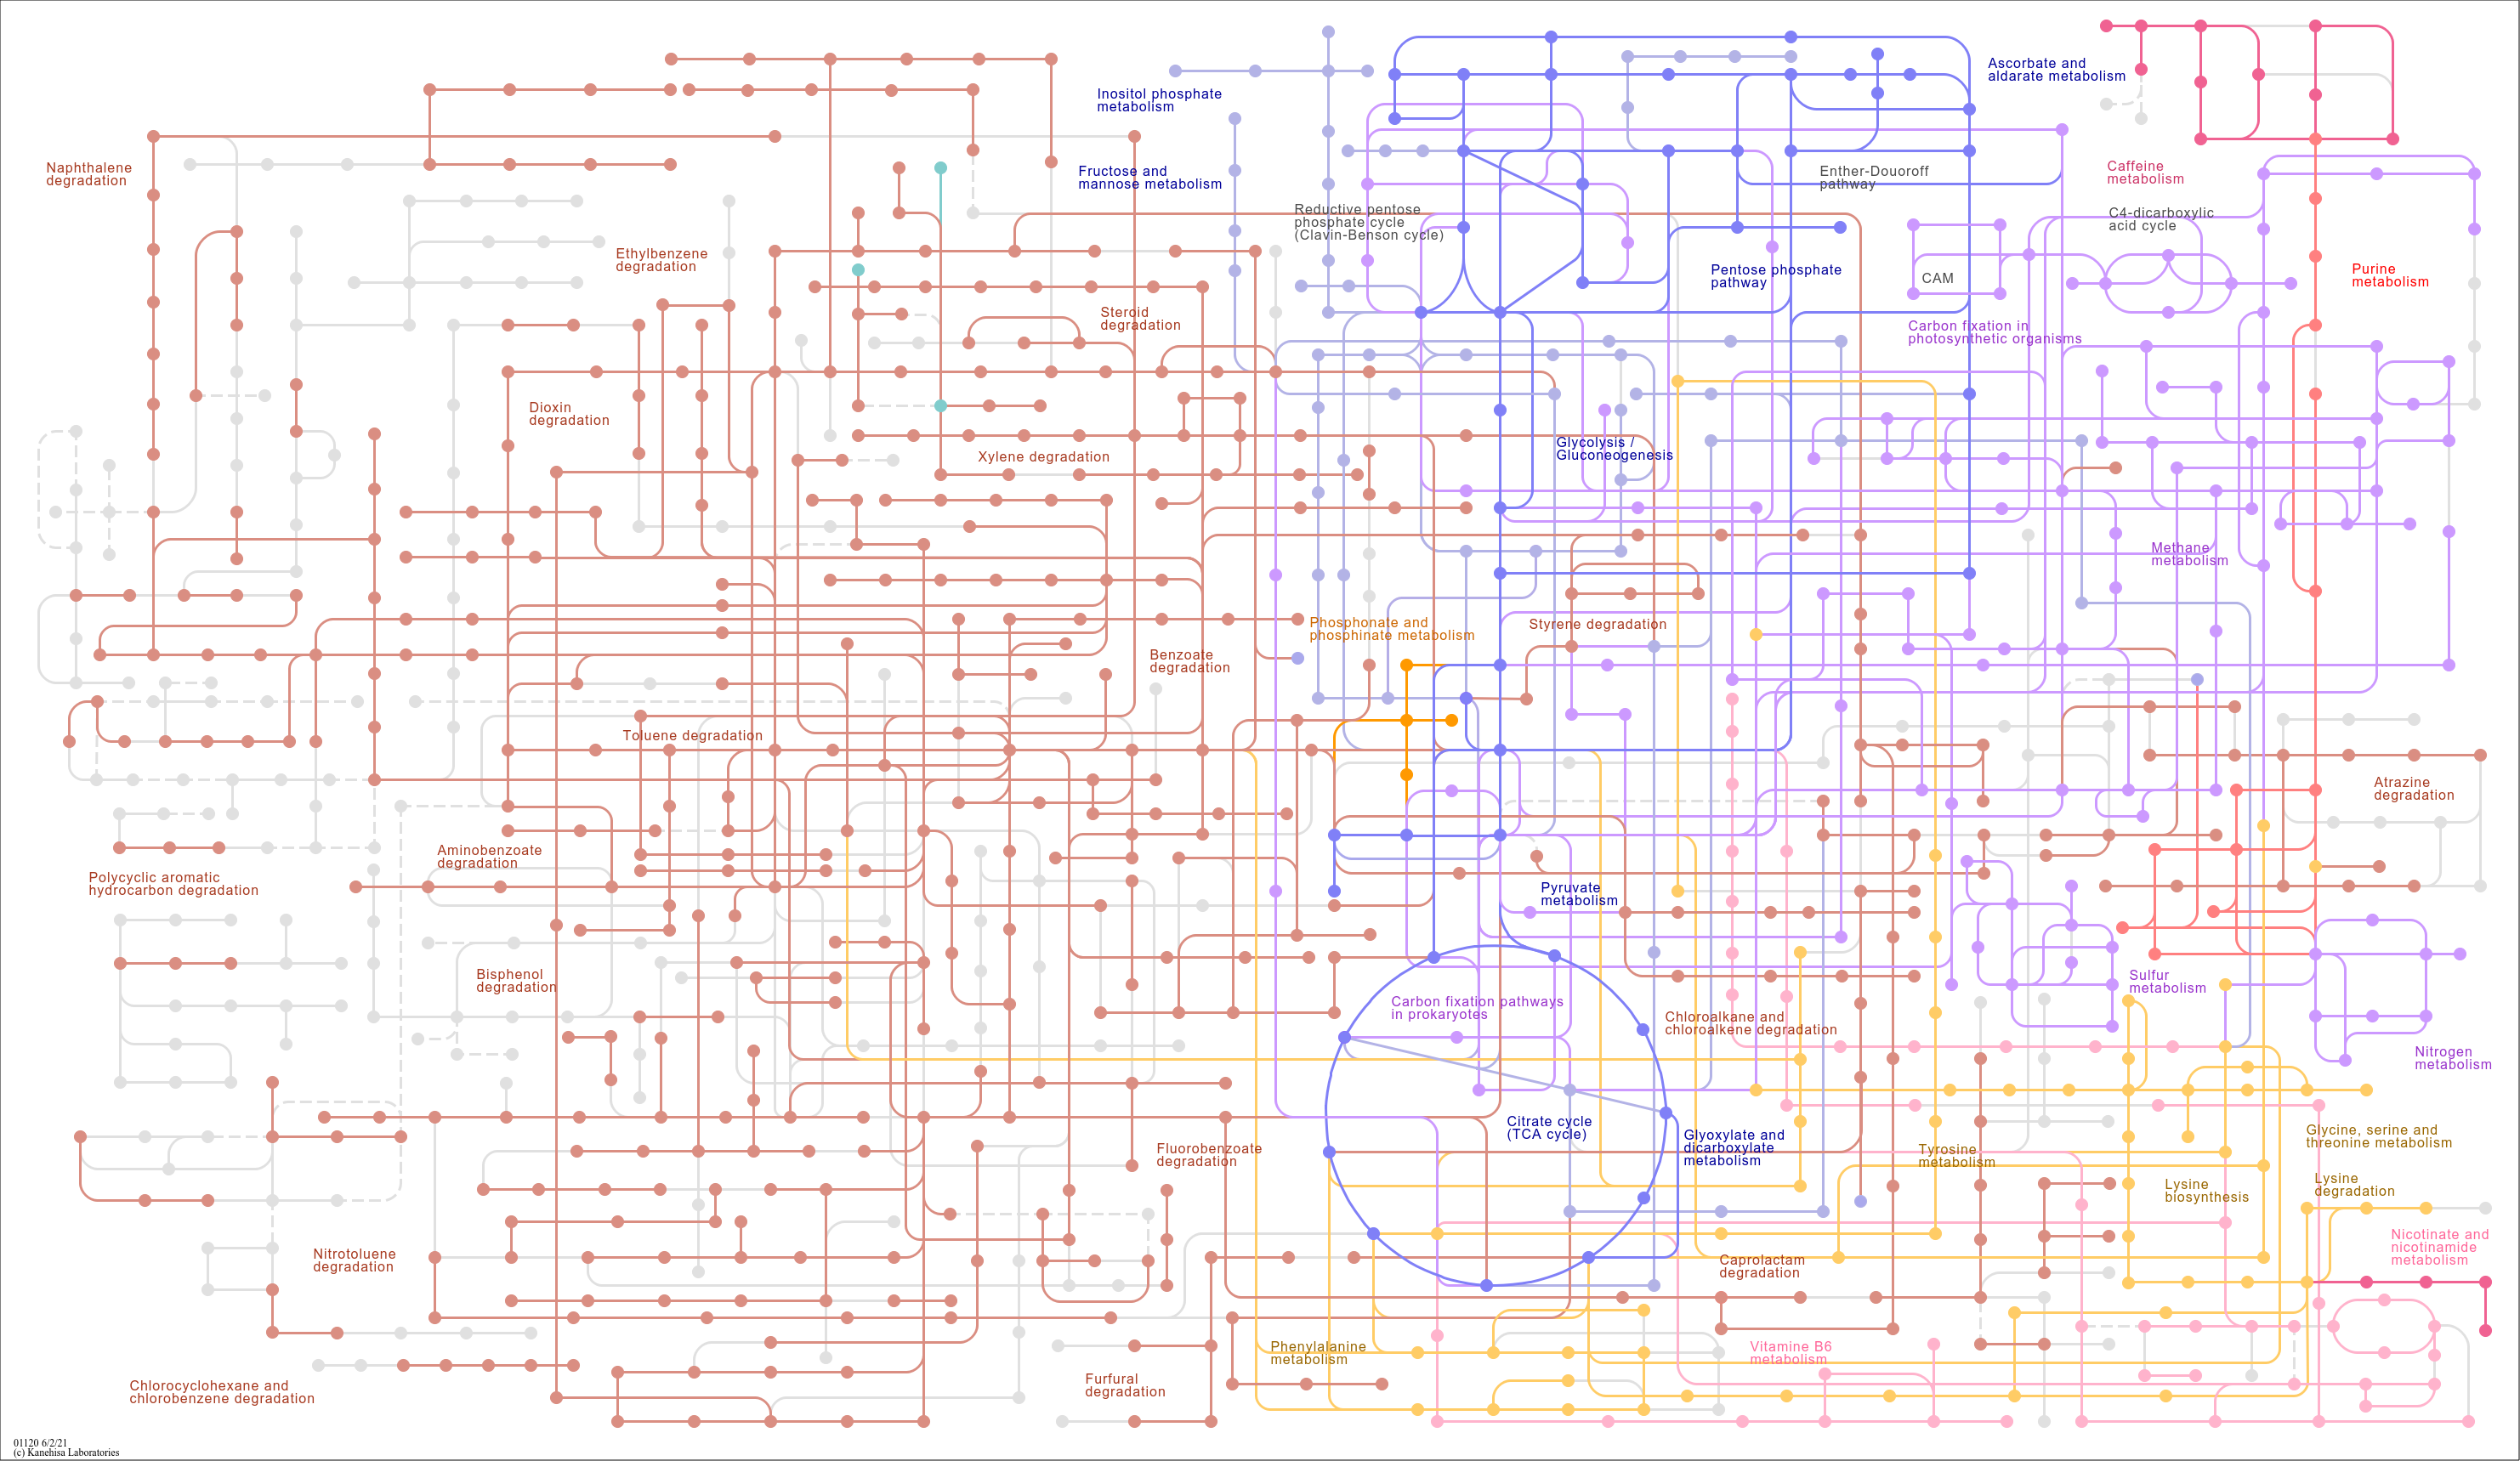 Ascorbate and
aldarate metabolism
Inositol phosphate
metabolism
Naphthalene
degradation
Fructose and
mannose metabolism
Enther-Douoroff
pathway
Caffeine
metabolism
Reductive pentose
phosphate cycle
(Clavin-Benson cycle)
C4-dicarboxylic
acid cycle
Ethylbenzene
degradation
Pentose phosphate
pathway
CAM
Purine
metabolism
Steroid
degradation
Carbon fixation in
photosynthetic organisms
Dioxin
degradation
Xylene degradation
Glycolysis /
Gluconeogenesis
Methane
metabolism
Phosphonate and
phosphinate metabolism
Styrene degradation
Benzoate
degradation
Toluene degradation
Atrazine
degradation
Aminobenzoate
degradation
Polycyclic aromatic
hydrocarbon degradation
Pyruvate
metabolism
Bisphenol
degradation
Sulfur
metabolism
Carbon fixation pathways
in prokaryotes
Chloroalkane and
chloroalkene degradation
Nitrogen
metabolism
Citrate cycle
(TCA cycle)
Glyoxylate and
dicarboxylate
metabolism
Fluorobenzoate
degradation
Tyrosine
metabolism
Glycine, serine and
threonine metabolism
Lysine
biosynthesis
Lysine
degradation
Nitrotoluene
degradation
Caprolactam
degradation
Nicotinate and
nicotinamide
metabolism
Phenylalanine
metabolism
Vitamine B6
metabolism
Chlorocyclohexane and
chlorobenzene degradation
Furfural
degradation
01120 6/2/21
(c) Kanehisa Laboratories